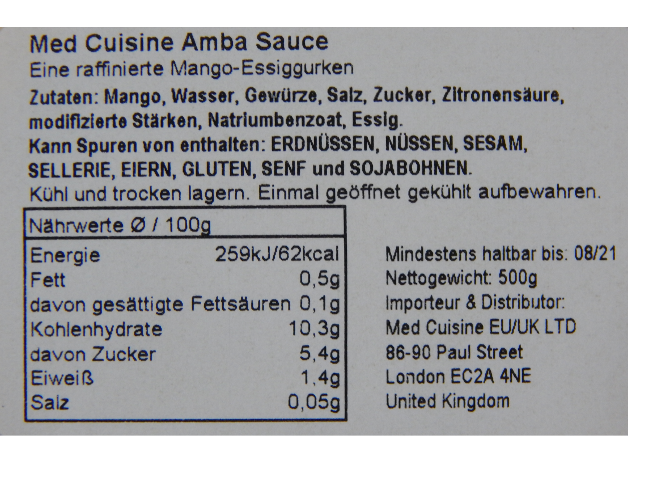 Med Cuisine Amba Sauce
Eine raffinierte Mango-Essiggurken
Zutaten: Mango, Wasser, Gewürze, Salz, Zucker, Zitronensäure,
modifizierte Stärken, Natriumbenzoat, Essig.
Kann Spuren von enthalten: ERDNÜSSEN, NÜSSEN, SESAM,
SELLERIE, EIERN, GLUTEN, SENF und SOJABOHNEN.
Kühl und trocken lagern. Einmal geöffnet gekühlt aufbewahren.
Nährwerte Ø / 100g
Energie 259kJ/62kcal
Fett 0,5g
davon gesättigte Fettsäuren 0,1g
Kohlenhydrate 10,3g
davon Zucker 5,4g
Eiweiß 1,4g
Salz 0,05g
Mindestens haltbar bis: 08/21
Nettogewicht: 500g
Importeur & Distributor:
Med Cuisine EU/UK LTD
86-90 Paul Street
London EC2A 4NE
United Kingdom